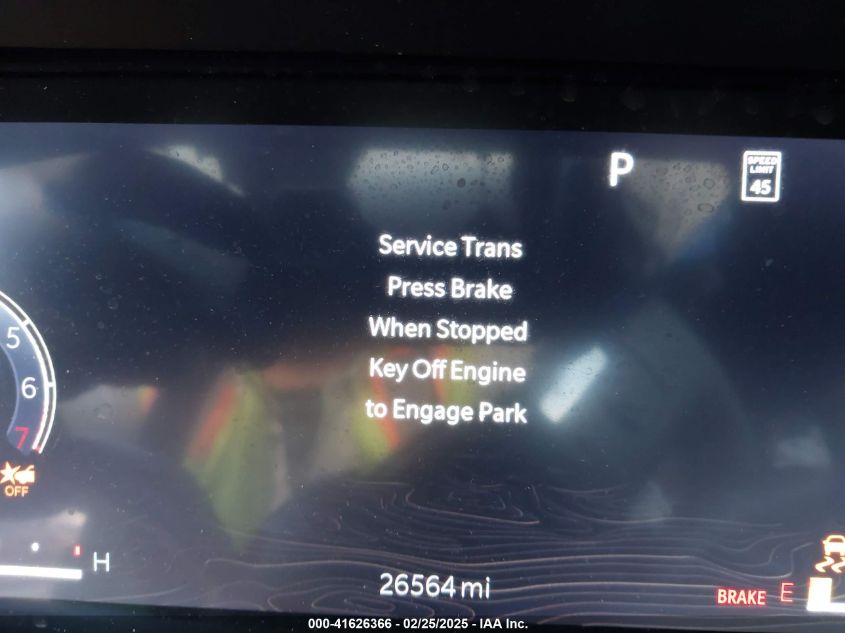 P
SPEED
LIMIT
45
Service Trans
Press Brake
When Stopped
Key Off Engine
to Engage Park
5
6
7
OFF
H
26564 mi
BRAKE E
000-41626366 - 02/25/2025 - IAA Inc.